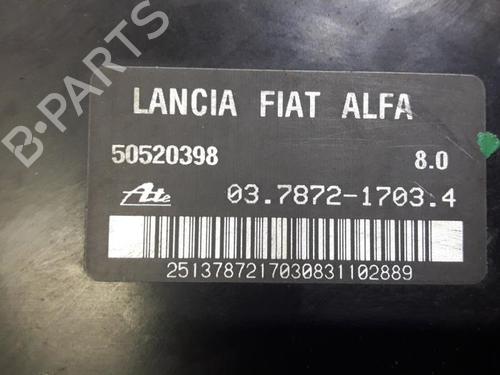 B-PARTS
LANCIA FIAT ALFA
50520398 8.0
Ate 03.7872-1703.4
2513787217030831102889